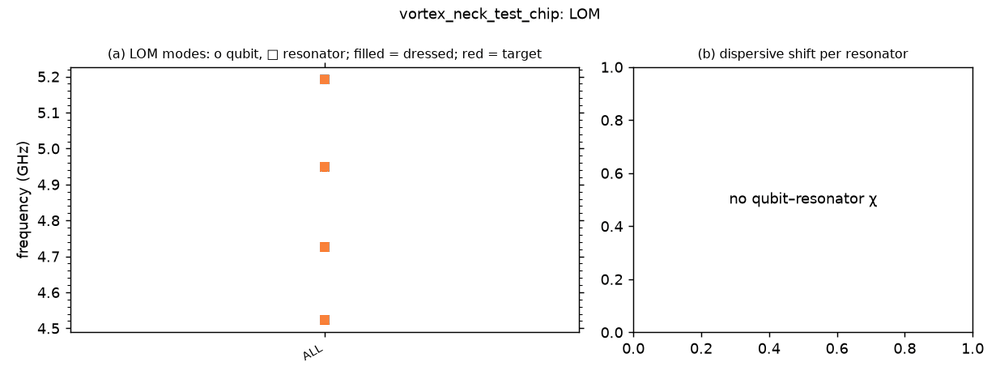 vortex_neck_test_chip: LOM
(a) LOM modes: o qubit, □ resonator; filled = dressed; red = target
frequency (GHz)
5.2
5.1
5.0
4.9
4.8
4.7
4.6
4.5
ALL
(b) dispersive shift per resonator
1.0
0.8
0.6
0.4
0.2
0.0
no qubit–resonator χ
0.0 0.2 0.4 0.6 0.8 1.0